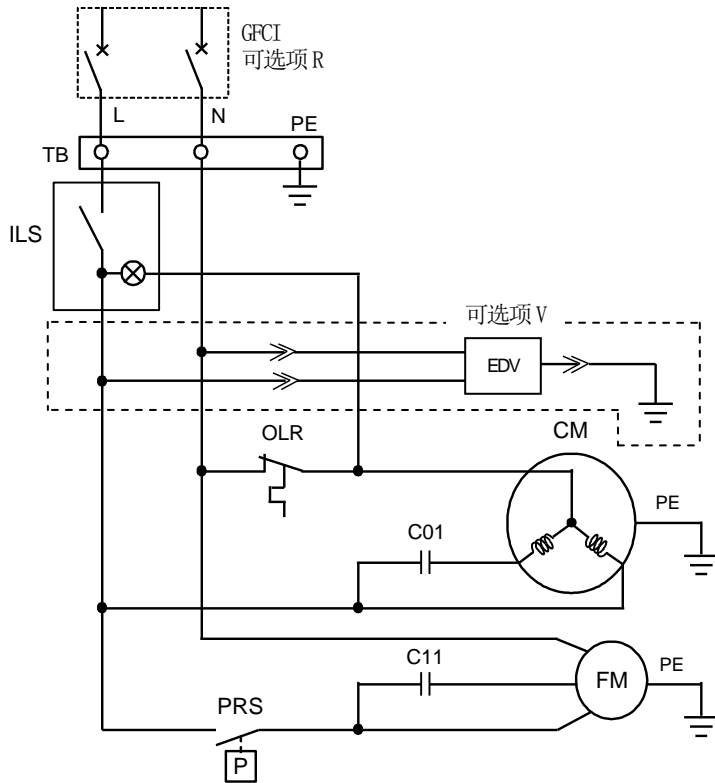 GFCI
可选项R
L
N
PE
TB
ILS
可选项V
EDV
OLR
CM
PE
C01
C11
FM
PE
PRS
P